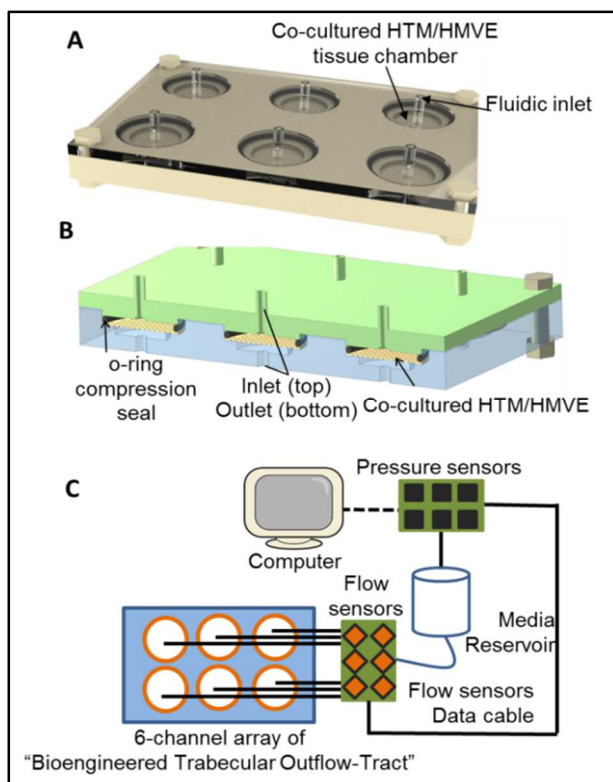 A
Co-cultured HTM/HMVE
tissue chamber
Fluidic inlet
B
o-ring
compression
seal
Inlet (top)
Outlet (bottom)
Co-cultured HTM/HMVE
C
Pressure sensors
Computer
Flow
sensors
Media
Reservoir
Flow sensors
Data cable
6-channel array of
“Bioengineered Trabecular Outflow-Tract”